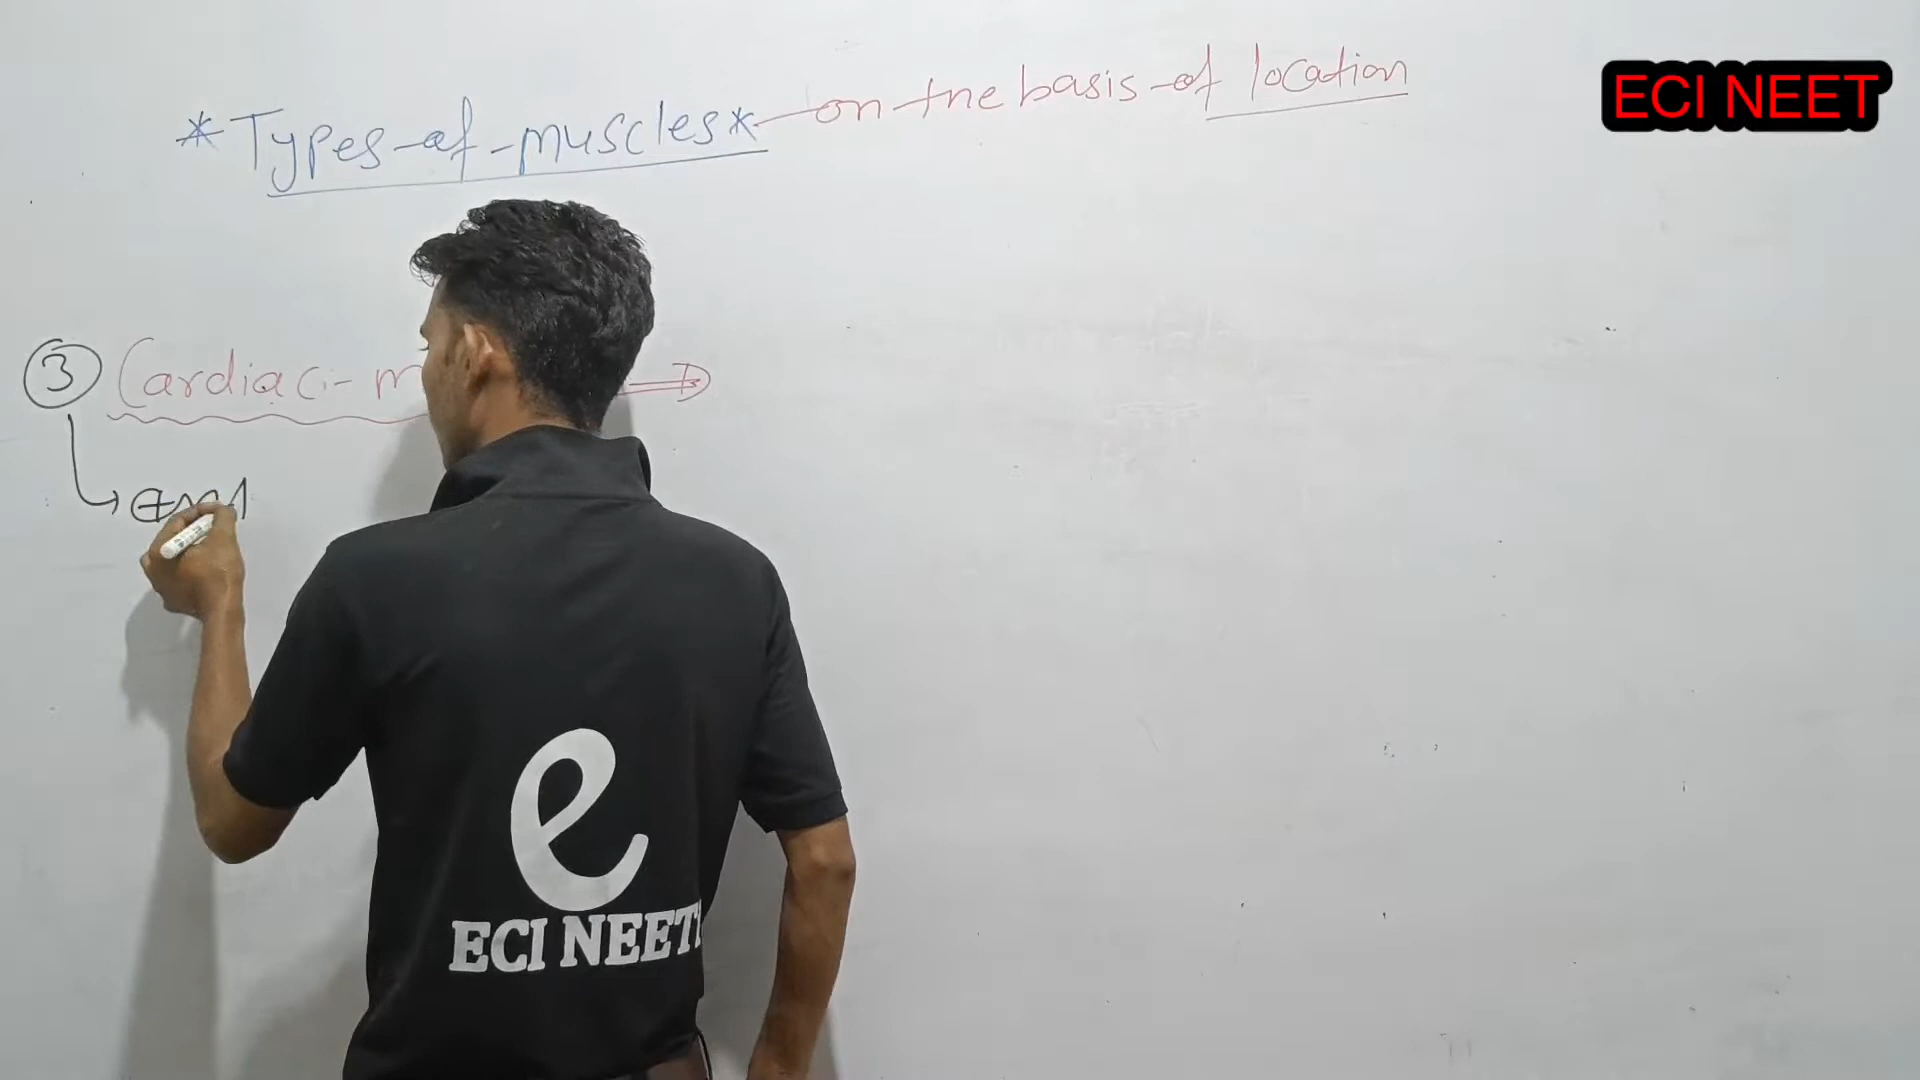 *Types of muscles* on the basis of location
ECI NEET
③ Cardiac m
e
ECI NEET